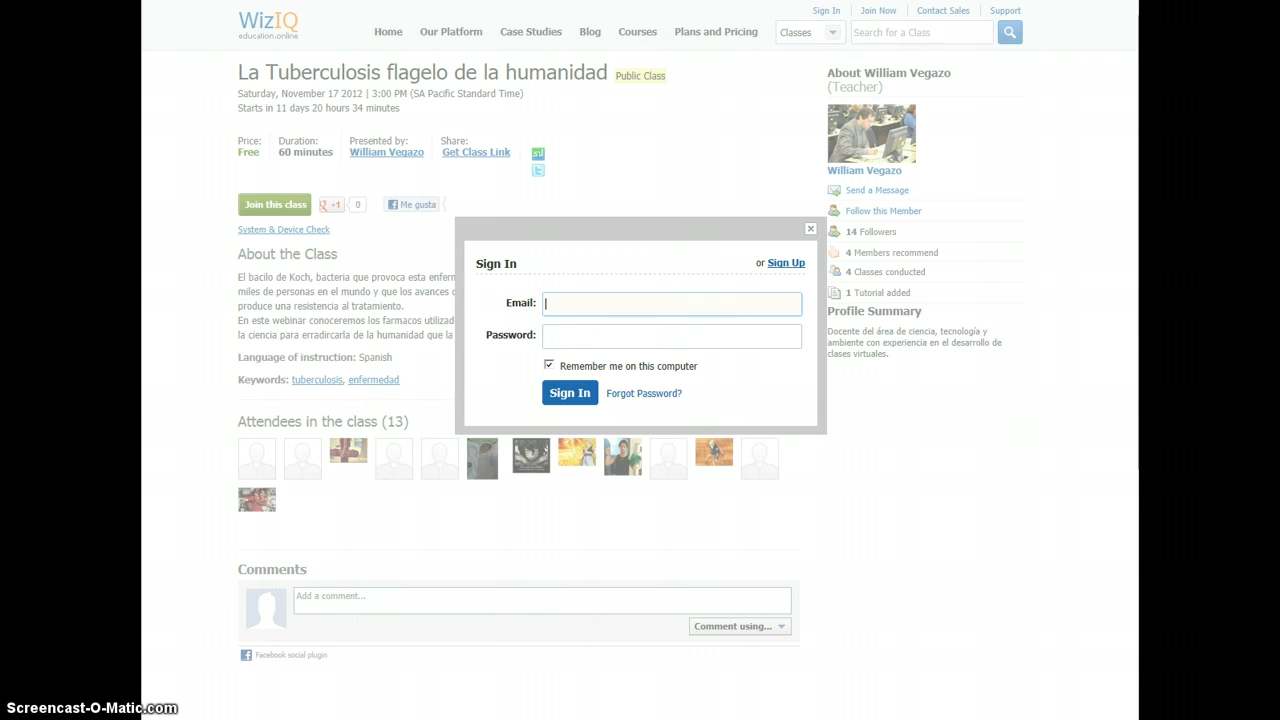 WizIQ
education.online
Sign In
Join Now
Contact Sales
Support
Home
Our Platform
Case Studies
Blog
Courses
Plans and Pricing
Classes
Search for a Class
La Tuberculosis flagelo de la humanidad Public Class
Saturday, November 17 2012 | 3:00 PM (SA Pacific Standard Time)
Starts in 11 days 20 hours 34 minutes
Price:
Free
Duration:
60 minutes
Presented by:
William Vegazo
Share:
Get Class Link
Join this class
+1
0
Me gusta
System & Device Check
About the Class
El bacilo de Koch, bacteria que provoca esta
miles de personas en el mundo y que los avances
produce una resistencia al tratamiento.
En este webinar conoceremos los farmacos
la ciencia para erradircarla de la humanidad que la
Language of instruction: Spanish
Keywords: tuberculosis, enfermedad
Attendees in the class (13)
Sign In
or Sign Up
Email:
Password:
Remember me on this computer
Sign In
Forgot Password?
About William Vegazo
(Teacher)
William Vegazo
Send a Message
Follow this Member
14 Followers
4 Members recommend
4 Classes conducted
1 Tutorial added
Profile Summary
Docente del área de ciencia, tecnología y
ambiente con experiencia en el desarrollo de
clases virtuales.
Comments
Add a comment...
Comment using...
Facebook social plugin
Screencast-O-Matic.com